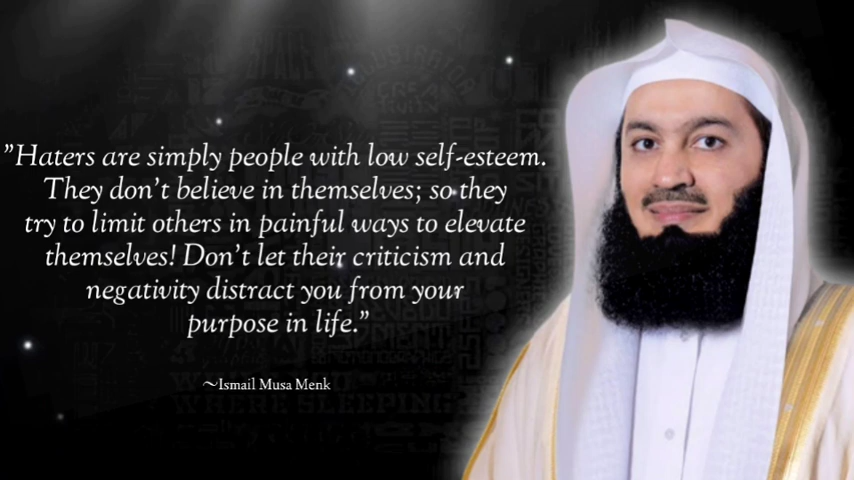 ”Haters are simply people with low self-esteem.
They don’t believe in themselves; so they
try to limit others in painful ways to elevate
themselves! Don’t let their criticism and
negativity distract you from your
purpose in life.”
~Ismail Musa Menk
WHERE SLEEPING